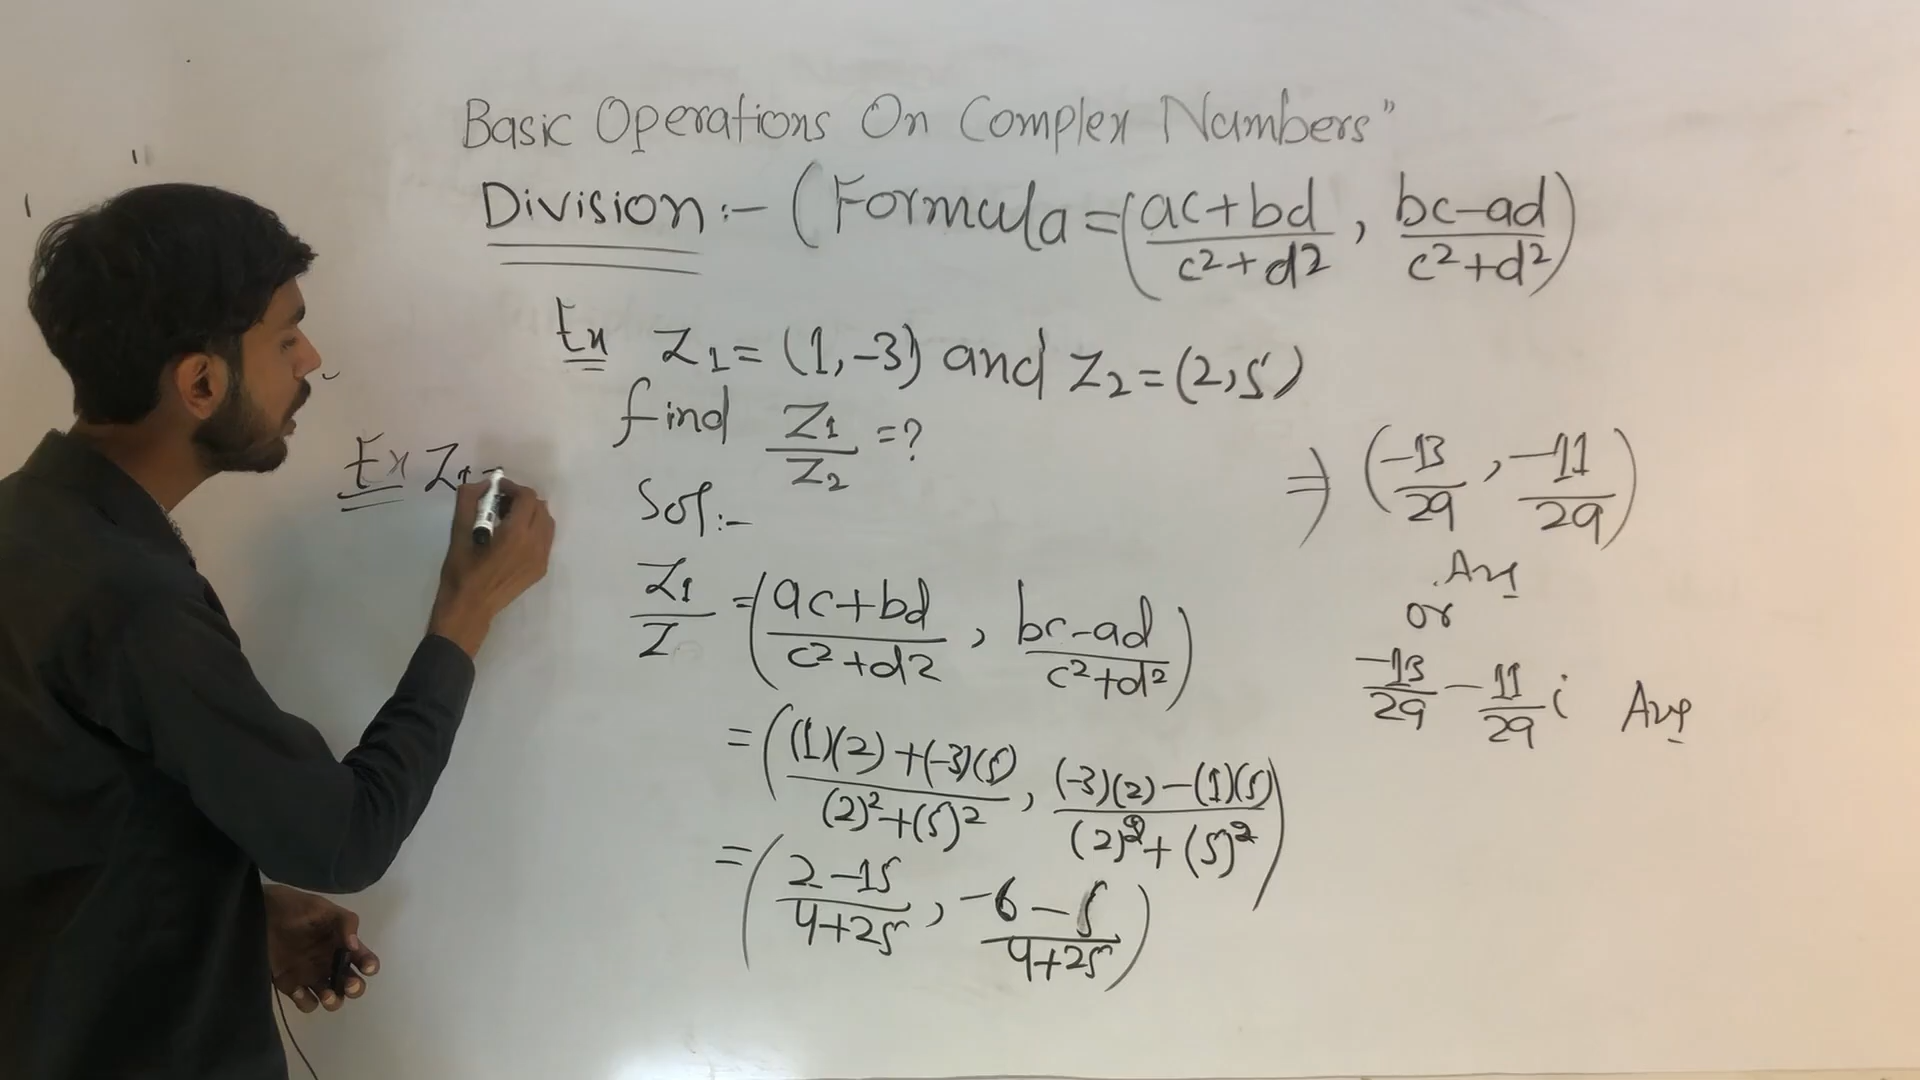 Basic Operations On Complex Numbers"
Division :- (Formula = (ac+bd/c²+d², bc-ad/c²+d²)
Ex Z₁ = (1,-3) and Z₂ = (2,5)
find Z₁/Z₂ = ?
Sol:-
Z₁/Z = (ac+bd/c²+d², bc-ad/c²+d²)
= ((1)(2)+(-3)(5)/(2)²+(5)², (-3)(2)-(1)(5)/(2)²+(5)²)
= (2-15/4+25, -6-5/4+25)
⇒ (-13/29, -11/29)
Ans
or
-13/29 - 11/29 i Ans
Ex Z₁ =